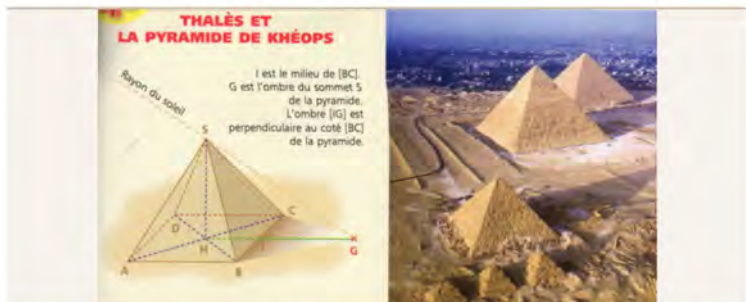 THALÈS ET
LA PYRAMIDE DE KHÉOPS
I est le milieu de [BC].
G est l'ombre du sommet S
de la pyramide.
L'ombre [IG] est
perpendiculaire au coté [BC]
de la pyramide.
Rayon du soleil
S
D
C
H
I
G
A
B